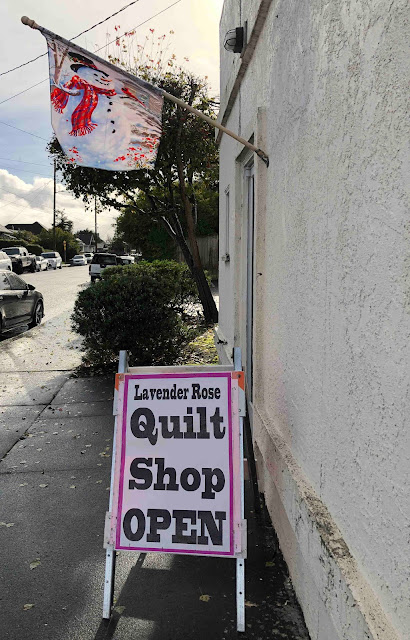 Lavender Rose
Quilt
Shop
OPEN